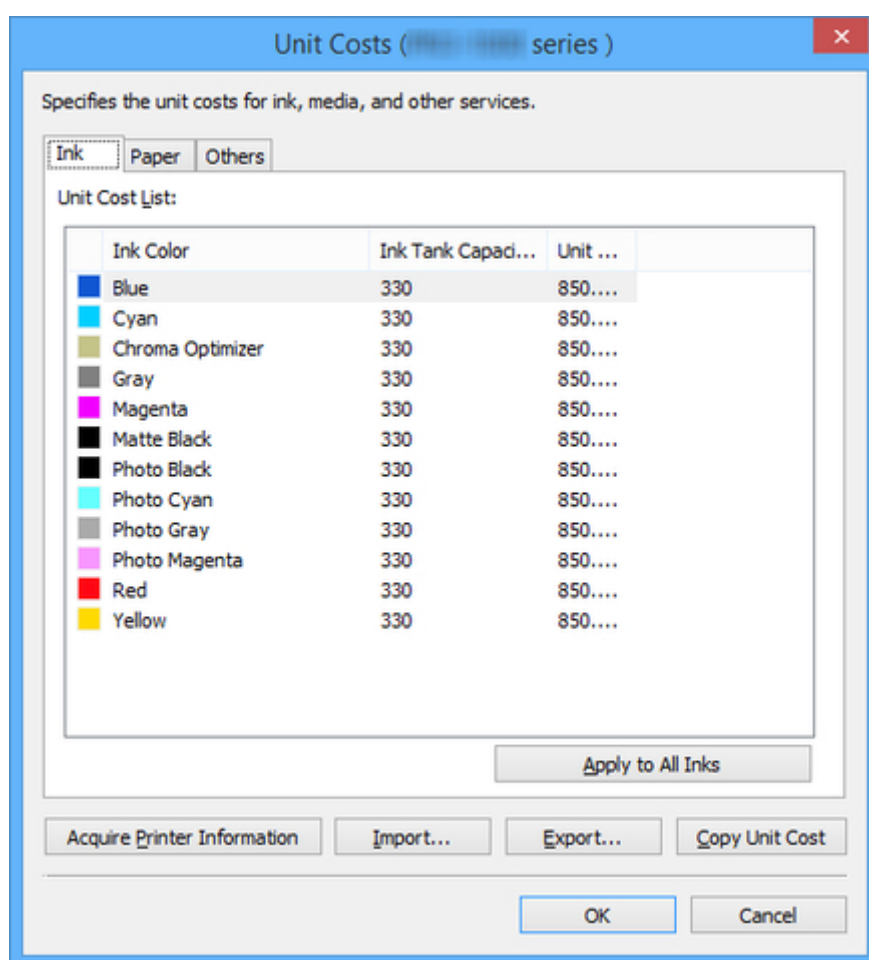 Unit Costs ( series )
Specifies the unit costs for ink, media, and other services.
Ink Paper Others
Unit Cost List:
Ink Color Ink Tank Capaci... Unit ...
Blue 330 850....
Cyan 330 850....
Chroma Optimizer 330 850....
Gray 330 850....
Magenta 330 850....
Matte Black 330 850....
Photo Black 330 850....
Photo Cyan 330 850....
Photo Gray 330 850....
Photo Magenta 330 850....
Red 330 850....
Yellow 330 850....
Apply to All Inks
Acquire Printer Information Import... Export... Copy Unit Cost
OK Cancel